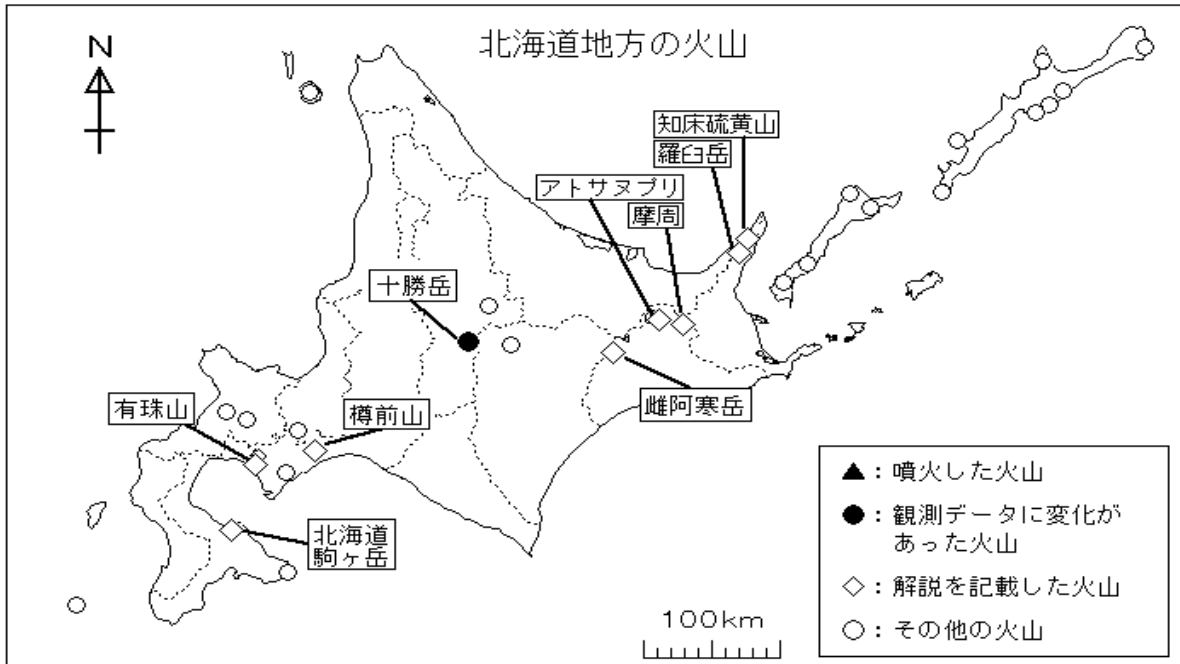 北海道地方の火山
N
知床硫黄山
羅臼岳
アトサヌプリ
摩周
十勝岳
雌阿寒岳
有珠山
樽前山
北海道
駒ヶ岳
▲：噴火した火山
●：観測データに変化が
あった火山
◇：解説を記載した火山
○：その他の火山
100km